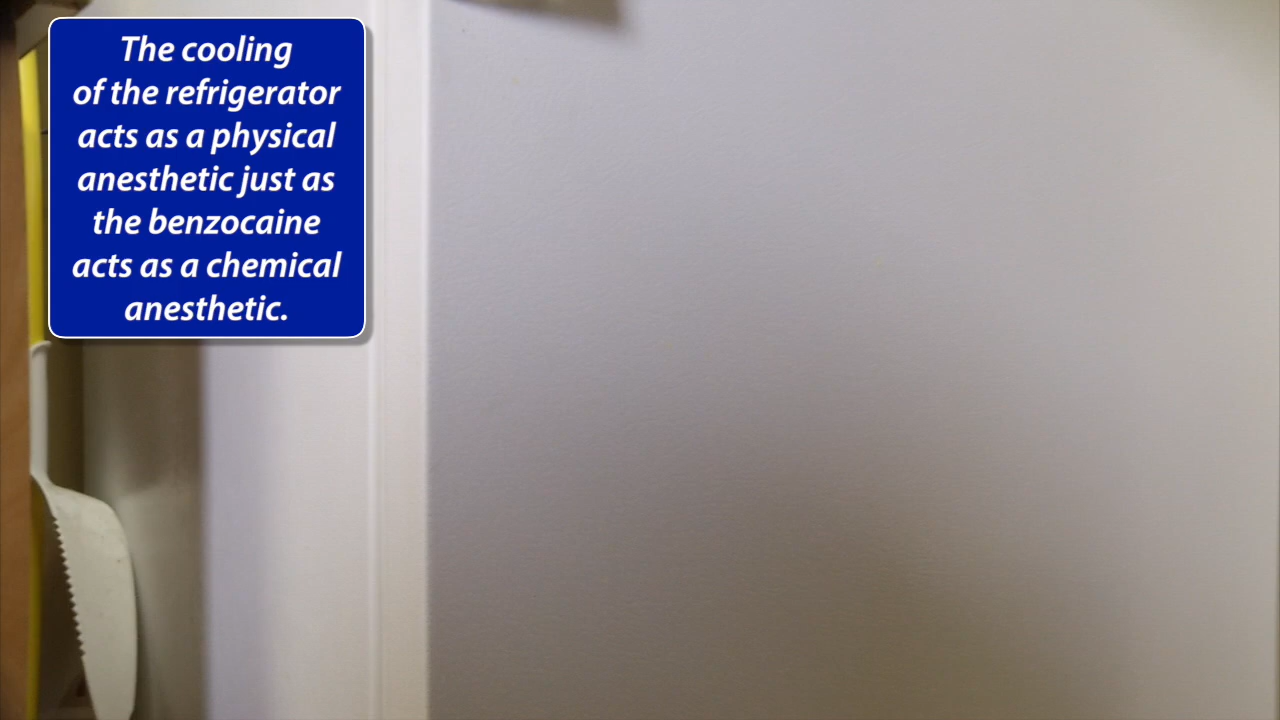 The cooling
of the refrigerator
acts as a physical
anesthetic just as
the benzocaine
acts as a chemical
anesthetic.